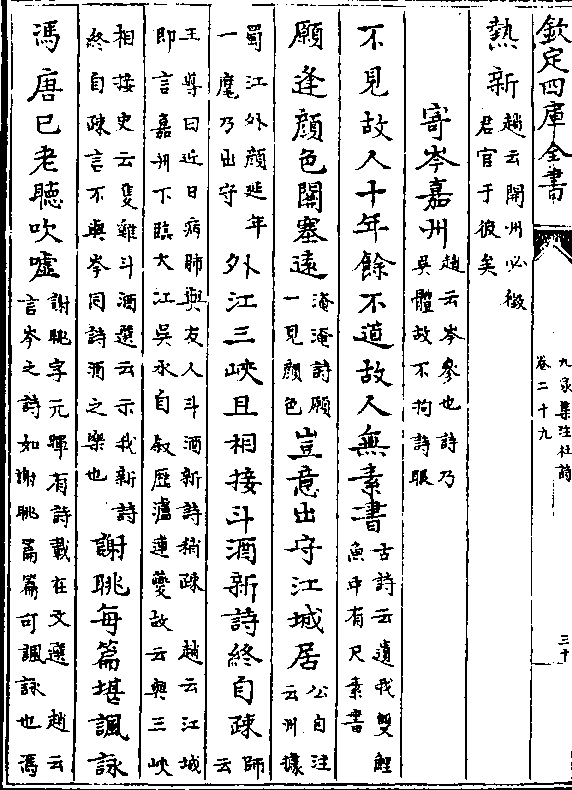 欽定四庫全書
九家集注杜詩
卷二十九
三十
熱新趙云開州必徵君官于彼矣
寄岑嘉州趙云岑參也詩乃吳體故不拘詩眼
不見故人十年餘不道故人無素書古詩云遺我雙鯉魚中有尺素書
願逢顏色關塞遠淹淹詩願一見顏色豈意出守江城居公自注云州據
蜀江外顔延年一麾乃出守外江三峽且相接斗酒新詩終自疎師云
王導曰近日病肺與友人斗酒新詩稍疎趙云江城即言嘉州下臨大江吳永自叙歴瀘連夔故云與三峽
相接史云隻雞斗酒選云示我新詩終自疎言不與岑同詩酒之樂也謝朓每篇堪諷詠
馮唐已老聽吹噓謝朓字元暉有詩載在文選趙云言岑之詩如謝朓篇篇可諷詠也馮